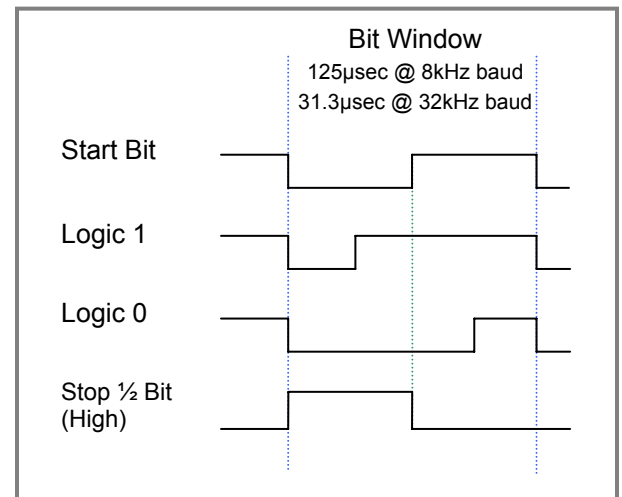 Bit Window
125µsec @ 8kHz baud
31.3µsec @ 32kHz baud
Start Bit
Logic 1
Logic 0
Stop ½ Bit
(High)